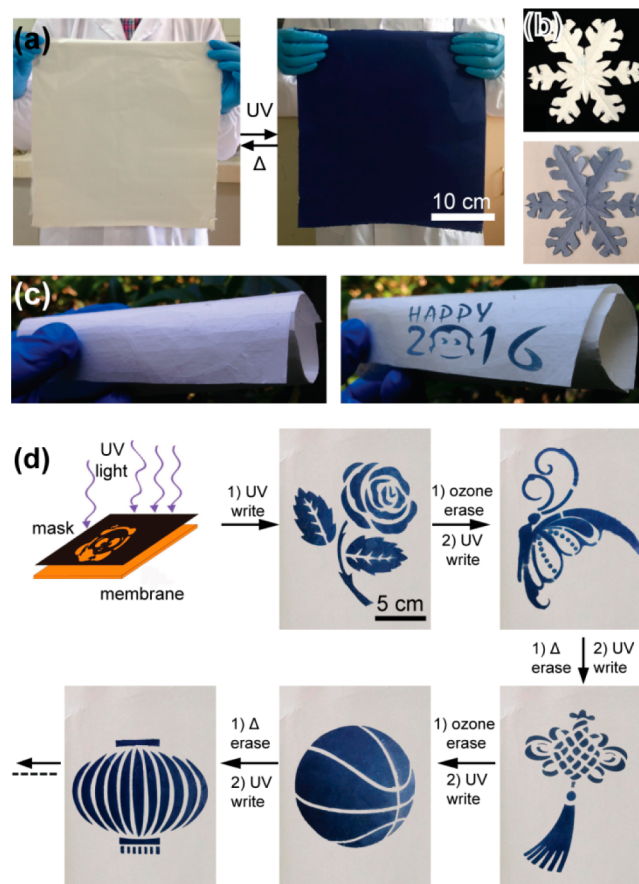 (a)
UV
Δ
10 cm
(b)
(c)
HAPPY
2016
(d)
UV
light
mask
membrane
1) UV
write
5 cm
1) ozone
erase
2) UV
write
1) Δ
erase
2) UV
write
1) ozone
erase
2) UV
write
1) Δ
erase
2) UV
write